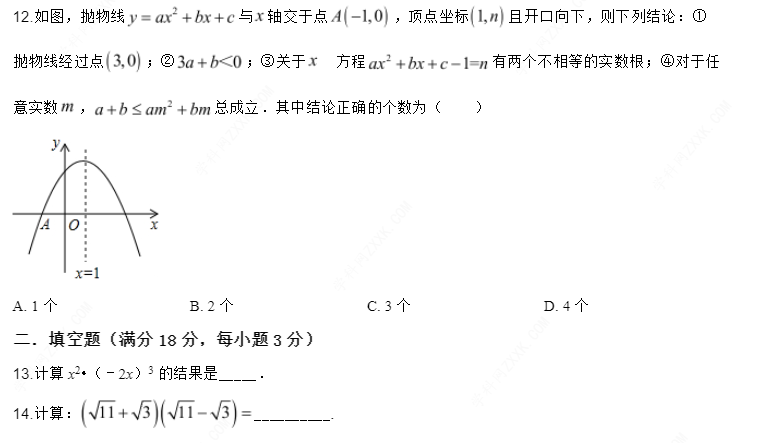 12.如图，抛物线 y=ax²+bx+c 与 x 轴交于点 A(−1,0)，顶点坐标(1,n)且开口向下，则下列结论：①
抛物线经过点(3,0)；②3a+b<0；③关于 x 方程 ax²+bx+c−1=n 有两个不相等的实数根；④对于任
意实数 m，a+b≤am²+bm 总成立．其中结论正确的个数为（ ）
y
A O x
x=1
A. 1 个 B. 2 个 C. 3 个 D. 4 个
二．填空题（满分 18 分，每小题 3 分）
13.计算 x²•（﹣2x）³ 的结果是_____．
14.计算：(√11+√3)(√11−√3)=__________.